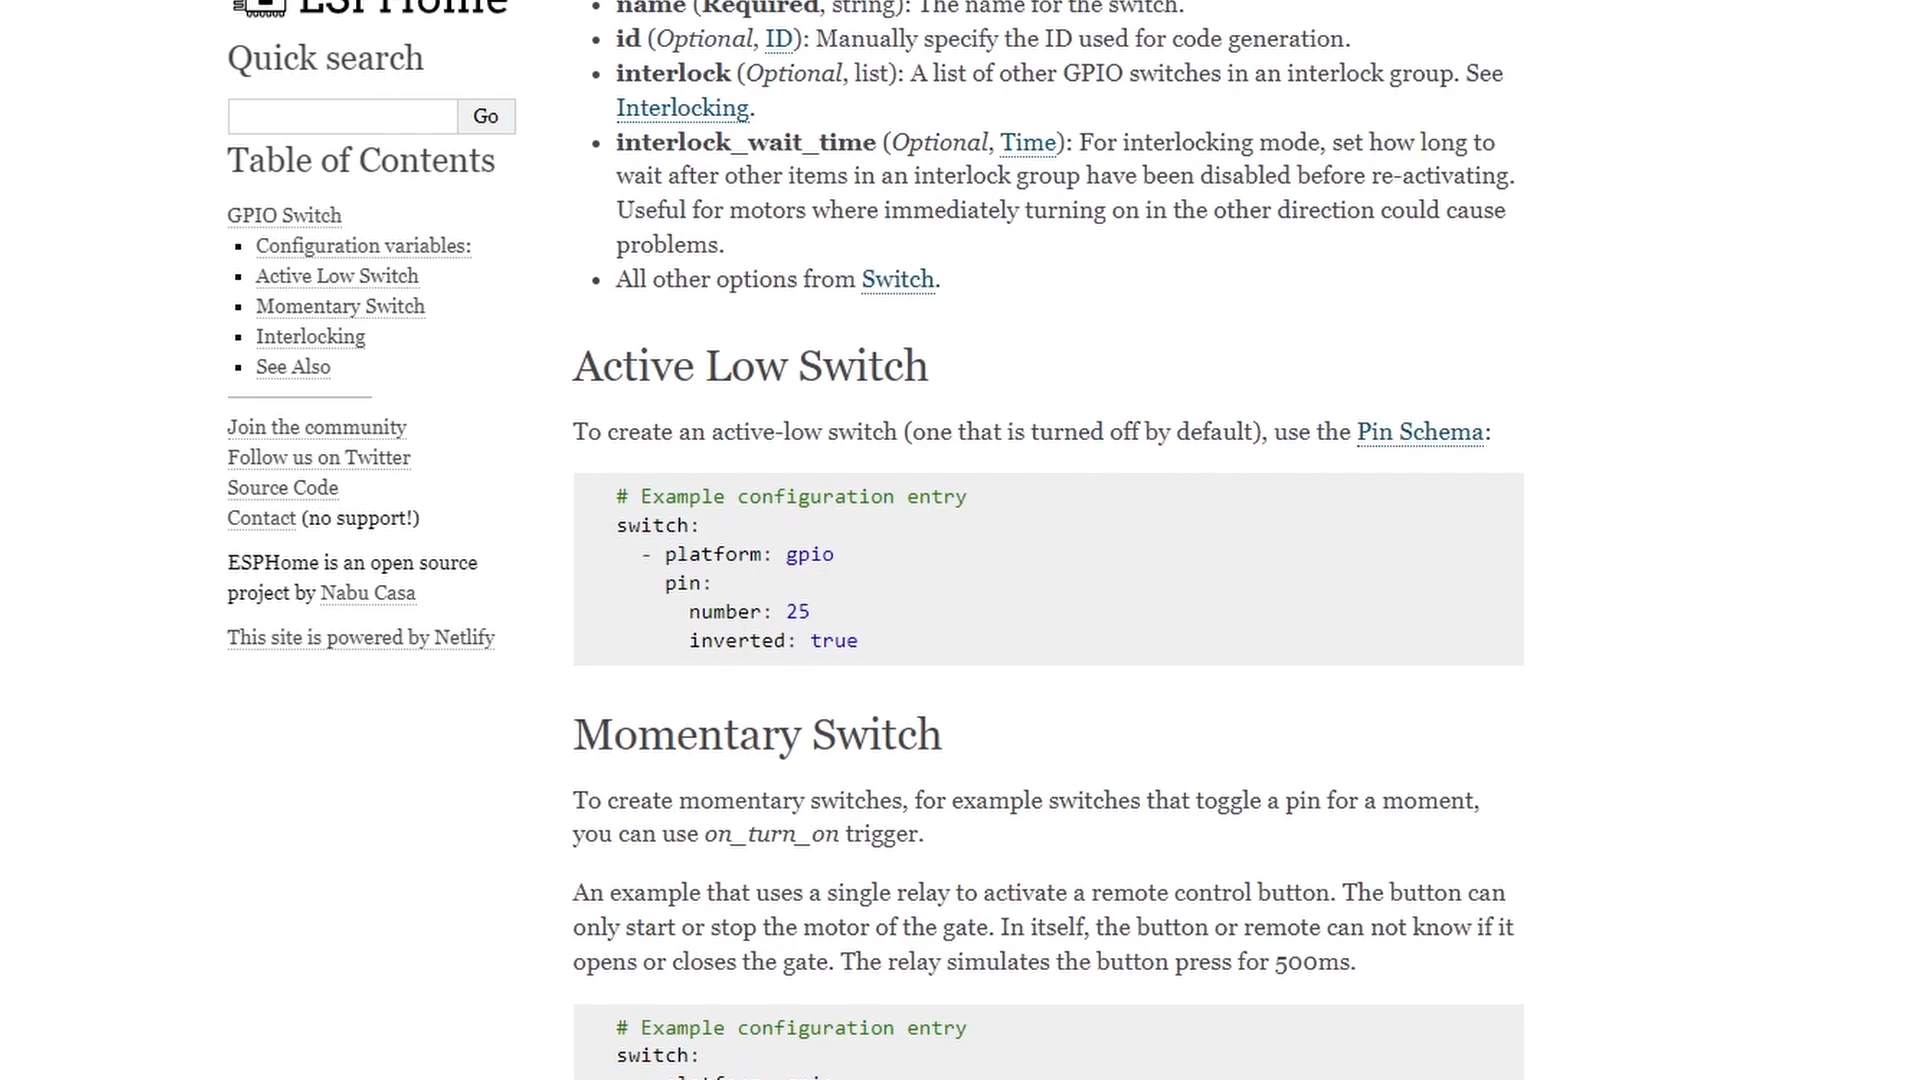 ESPHome
Quick search
Go
Table of Contents
GPIO Switch
Configuration variables:
Active Low Switch
Momentary Switch
Interlocking
See Also
Join the community
Follow us on Twitter
Source Code
Contact (no support!)
ESPHome is an open source
project by Nabu Casa
This site is powered by Netlify
name (Required, string): The name for the switch.
id (Optional, ID): Manually specify the ID used for code generation.
interlock (Optional, list): A list of other GPIO switches in an interlock group. See
Interlocking.
interlock_wait_time (Optional, Time): For interlocking mode, set how long to
wait after other items in an interlock group have been disabled before re-activating.
Useful for motors where immediately turning on in the other direction could cause
problems.
All other options from Switch.
Active Low Switch
To create an active-low switch (one that is turned off by default), use the Pin Schema:
# Example configuration entry
switch:
- platform: gpio
pin:
number: 25
inverted: true
Momentary Switch
To create momentary switches, for example switches that toggle a pin for a moment,
you can use on_turn_on trigger.
An example that uses a single relay to activate a remote control button. The button can
only start or stop the motor of the gate. In itself, the button or remote can not know if it
opens or closes the gate. The relay simulates the button press for 500ms.
# Example configuration entry
switch: